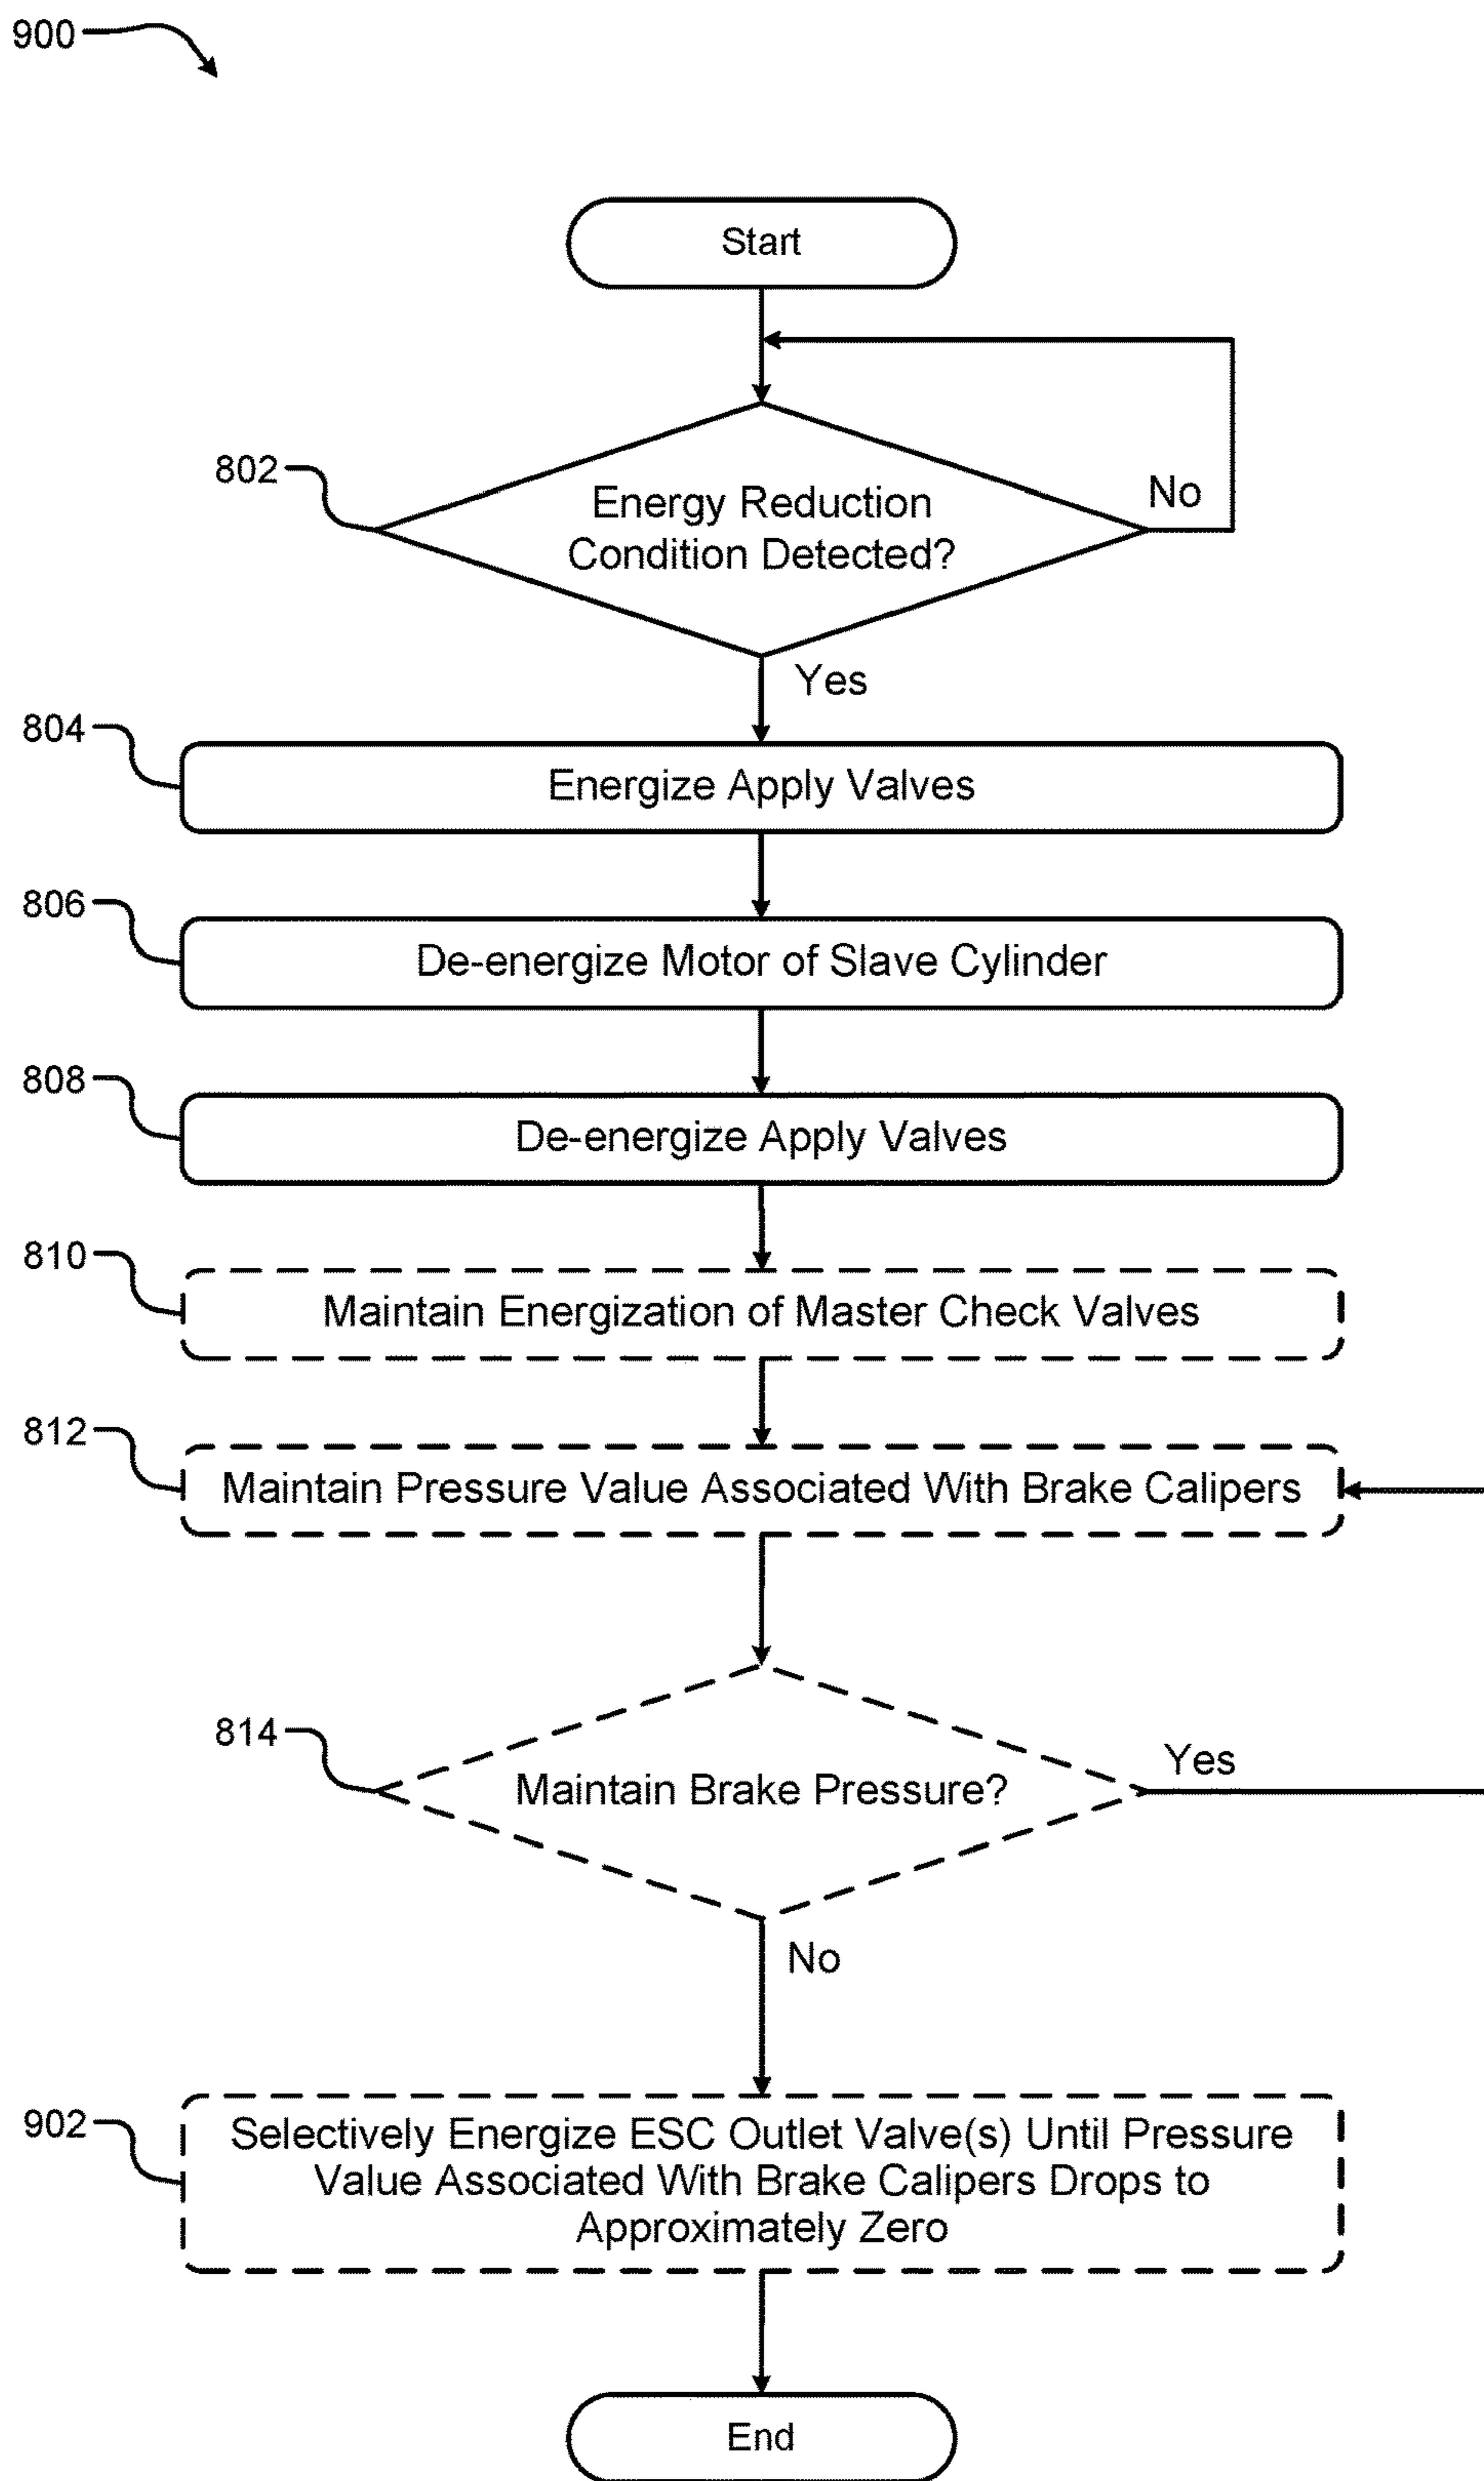 900
Start
802
Energy Reduction
Condition Detected?
No
Yes
804
Energize Apply Valves
806
De-energize Motor of Slave Cylinder
808
De-energize Apply Valves
810
Maintain Energization of Master Check Valves
812
Maintain Pressure Value Associated With Brake Calipers
814
Maintain Brake Pressure?
Yes
No
902
Selectively Energize ESC Outlet Valve(s) Until Pressure
Value Associated With Brake Calipers Drops to
Approximately Zero
End